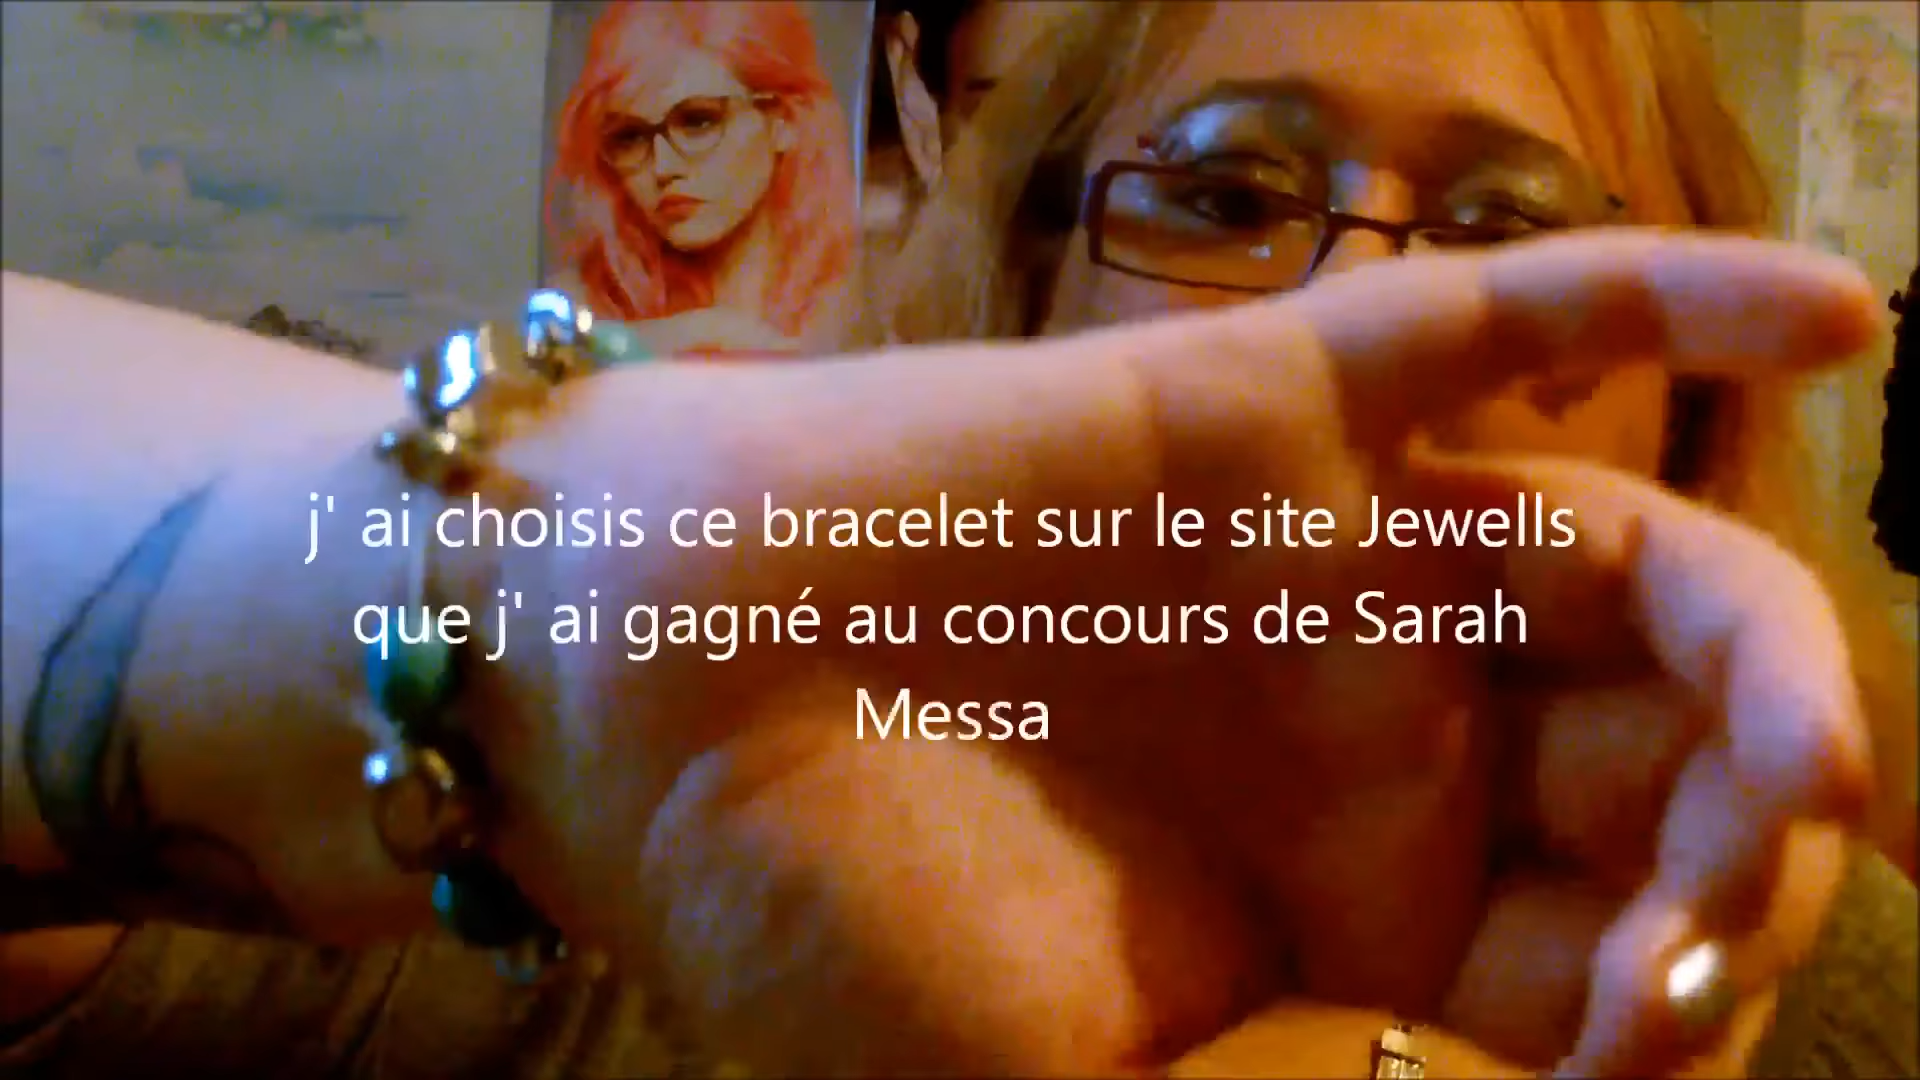 j' ai choisis ce bracelet sur le site Jewells
que j' ai gagné au concours de Sarah
Messa